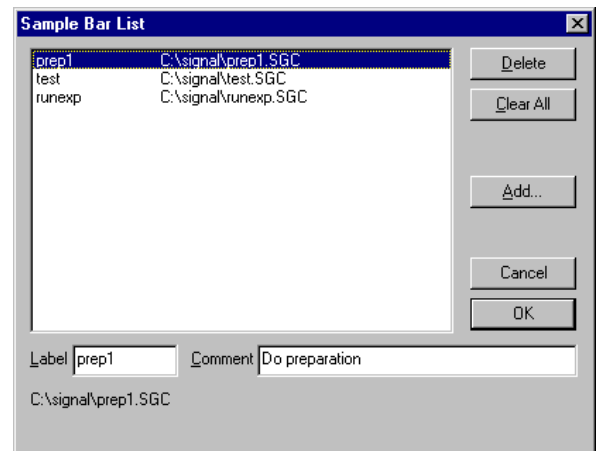 Sample Bar List
prep1 C:\signal\prep1.SGC
test C:\signal\test.SGC
runexp C:\signal\runexp.SGC
Delete
Clear All
Add...
Cancel
OK
Label prep1 Comment Do preparation
C:\signal\prep1.SGC